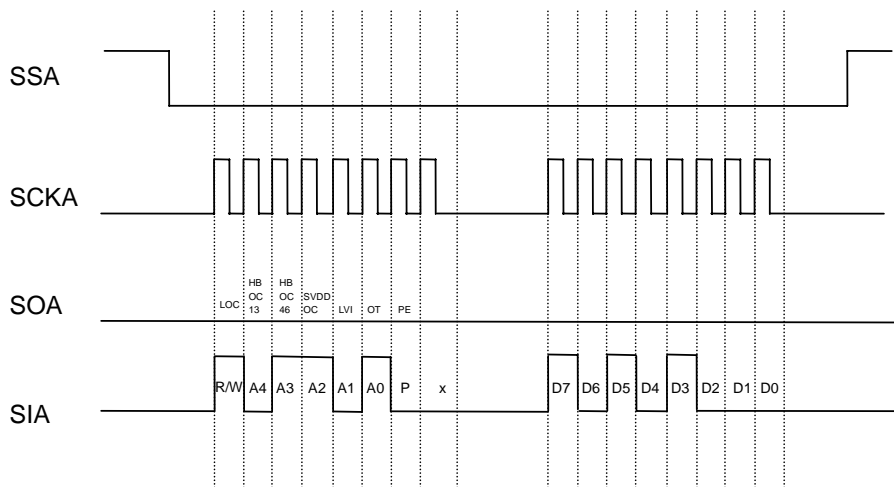 SSA
SCKA
SOA
LOC
HB
OC
13
HB
OC
46
SVDD
OC
LVI
OT
PE
SIA
R/W
A4
A3
A2
A1
A0
P
x
D7
D6
D5
D4
D3
D2
D1
D0